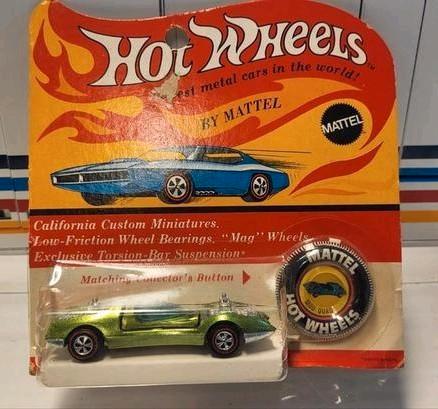 HOT WHEELS
est metal cars in the world!
BY MATTEL
MATTEL
California Custom Miniatures.
Low-Friction Wheel Bearings. "Mag" Wheels
Exclusive Torsion-Bar Suspension*
Matching Collector's Button
MATTEL
HOT WHEELS